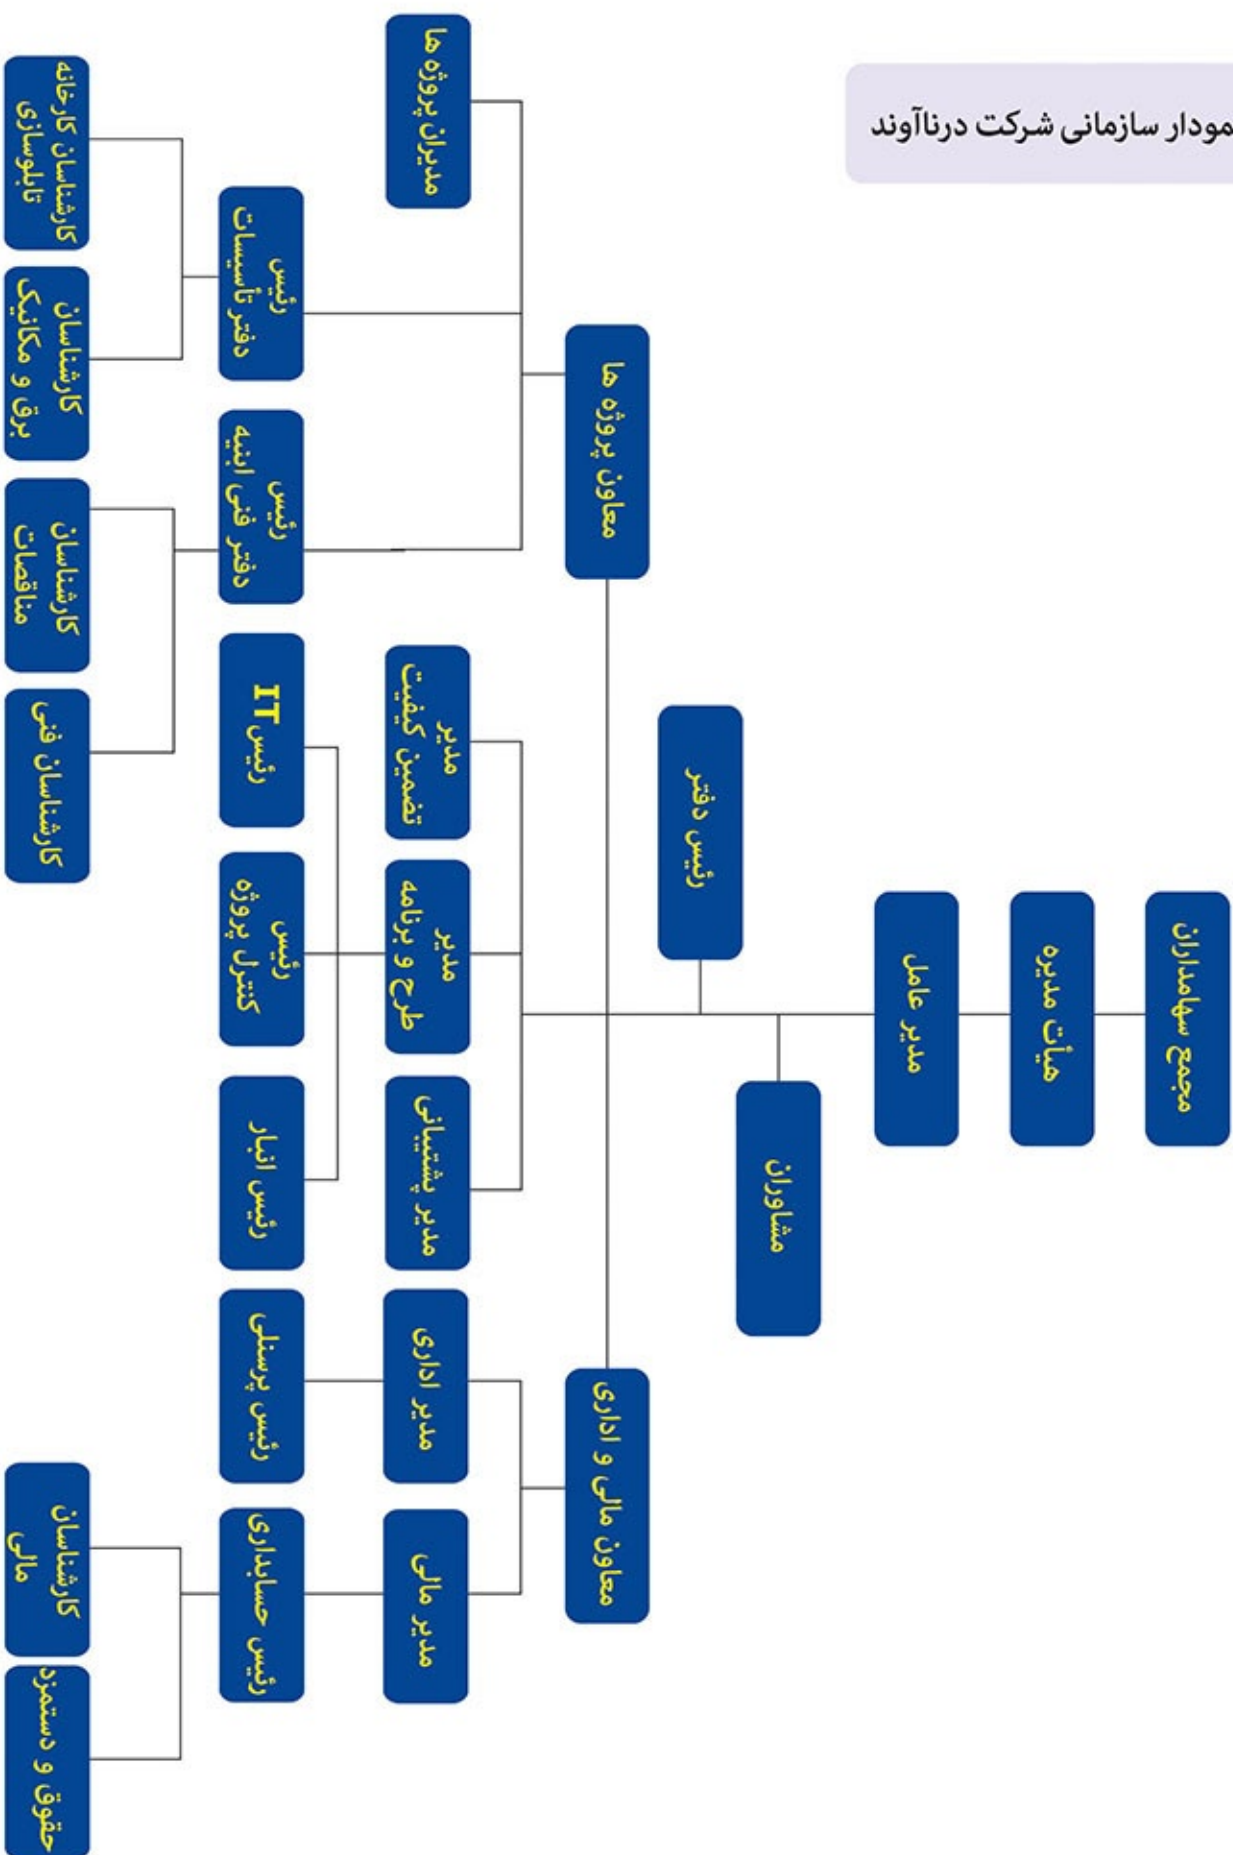 مودار سازمانی شرکت درناآوند
مجمع سهامداران
هیأت مدیره
مدیر عامل
مشاوران
رئیس دفتر
معاون پروژه ها
معاون مالی و اداری
مدیران پروژه ها
مدیر
تضمین کیفیت
مدیر
طرح و برنامه
مدیر پشتیبانی
مدیر اداری
مدیر مالی
رئیس
دفتر تأسیسات
رئیس
دفتر فنی ابنیه
رئیس IT
رئیس
کنترل پروژه
رئیس انبار
رئیس پرسنلی
رئیس حسابداری
کارشناسان کارخانه
تابلوسازی
کارشناسان
برق و مکانیک
کارشناسان
مناقصات
کارشناسان فنی
کارشناسان
مالی
حقوق و دستمزد